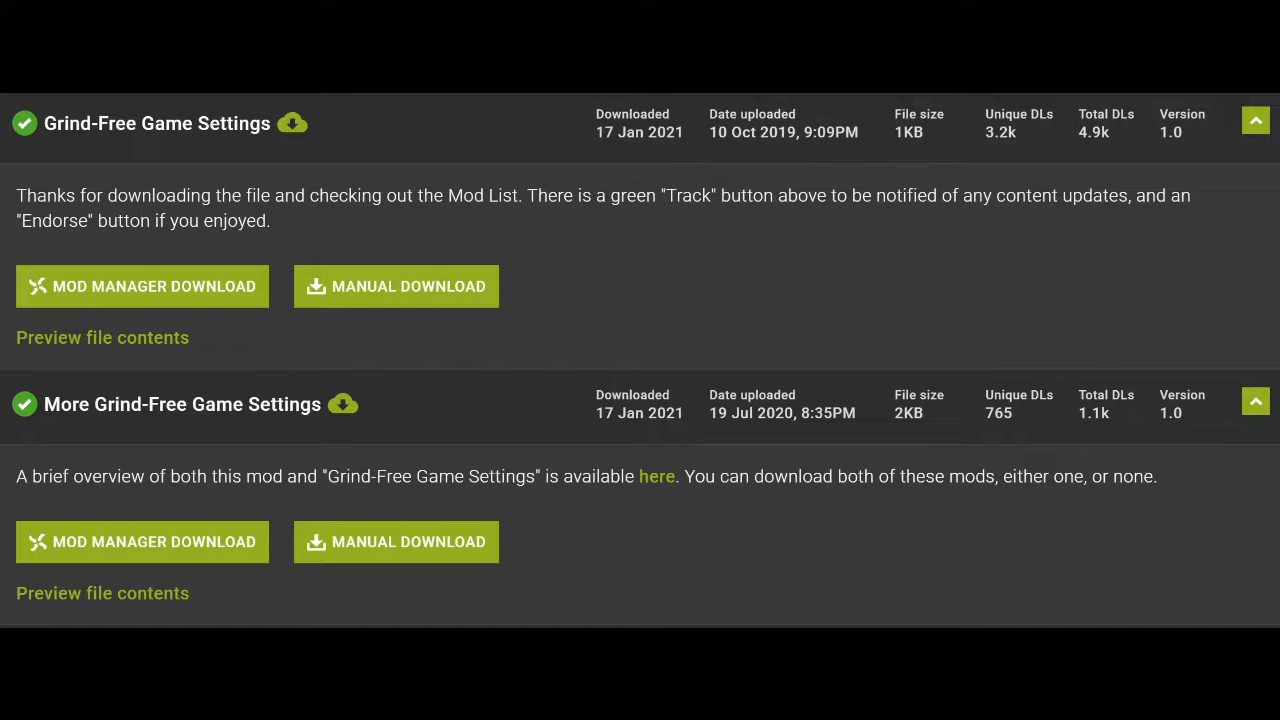 Grind-Free Game Settings
Downloaded Date uploaded File size Unique DLs Total DLs Version
17 Jan 2021 10 Oct 2019, 9:09PM 1KB 3.2k 4.9k 1.0
Thanks for downloading the file and checking out the Mod List. There is a green "Track" button above to be notified of any content updates, and an
"Endorse" button if you enjoyed.
MOD MANAGER DOWNLOAD MANUAL DOWNLOAD
Preview file contents
More Grind-Free Game Settings
Downloaded Date uploaded File size Unique DLs Total DLs Version
17 Jan 2021 19 Jul 2020, 8:35PM 2KB 765 1.1k 1.0
A brief overview of both this mod and "Grind-Free Game Settings" is available here. You can download both of these mods, either one, or none.
MOD MANAGER DOWNLOAD MANUAL DOWNLOAD
Preview file contents